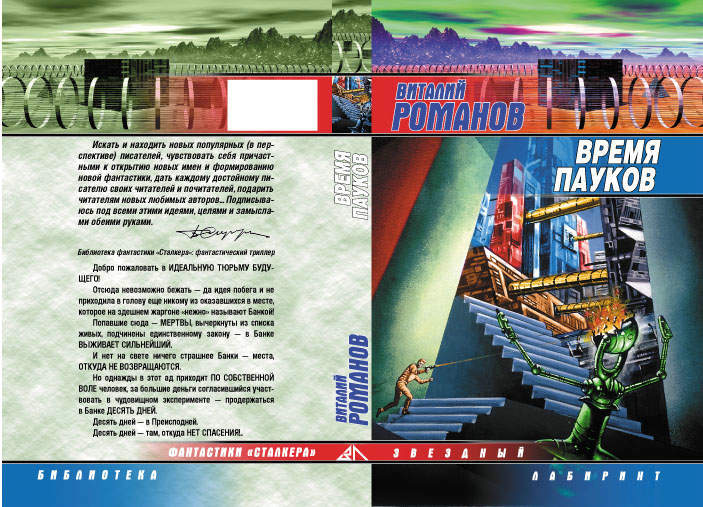 Искать и находить новых популярных (в пер-
спективе) писателей, чувствовать себя причаст-
ными к открытию новых имен и формированию
новой фантастики, дать каждому достойному пи-
сателю своих читателей и почитателей, подарить
читателям новых любимых авторов... Подписыва-
юсь под всеми этими идеями, целями и замысла-
ми обеими руками.
Библиотека фантастики «Сталкера»: фантастический триллер
Добро пожаловать в ИДЕАЛЬНУЮ ТЮРЬМУ БУДУ-
ЩЕГО!
Отсюда невозможно бежать — да идея побега и не
приходила в голову еще никому из оказавшихся в месте,
которое на здешнем жаргоне «нежно» называют Банкой!
Попавшие сюда — МЕРТВЫ, вычеркнуты из списка
живых, подчинены единственному закону — в Банке
ВЫЖИВАЕТ СИЛЬНЕЙШИЙ.
И нет на свете ничего страшнее Банки — места,
ОТКУДА НЕ ВОЗВРАЩАЮТСЯ.
Но однажды в этот ад приходит ПО СОБСТВЕННОЙ
ВОЛЕ человек, за большие деньги согласившийся участ-
вовать в чудовищном эксперименте — продержаться
в Банке ДЕСЯТЬ ДНЕЙ.
Десять дней — в Преисподней.
Десять дней — там, откуда НЕТ СПАСЕНИЯ!..
ФАНТАСТИКИ «СТАЛКЕРА»
БИБЛИОТЕКА
ВРЕМЯ
ПАУКОВ
ВИТАЛИЙ
РОМАНОВ
ВИТАЛИЙ
РОМАНОВ
ВРЕМЯ
ПАУКОВ
ЗВЕЗДНЫЙ
ЛАБИРИНТ